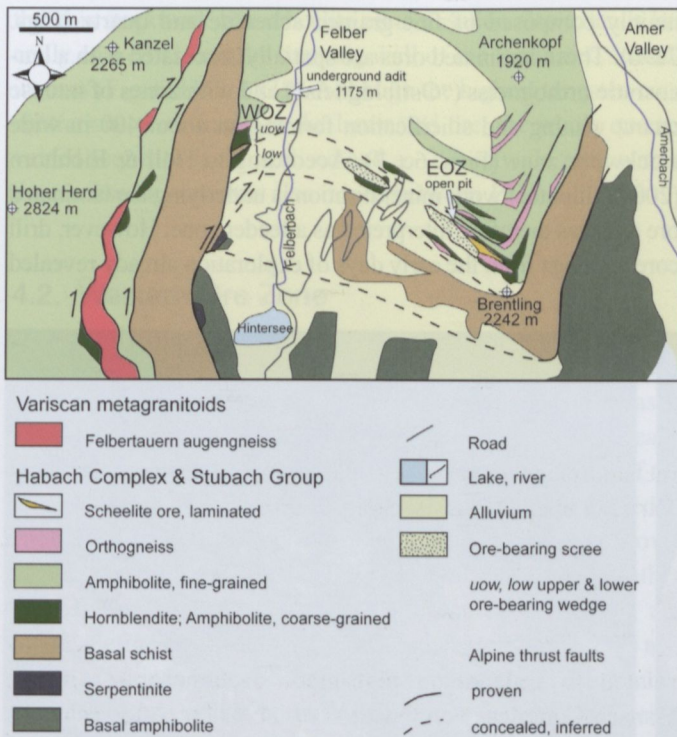 500 m
N
Kanzel
2265 m
Felber
Valley
underground adit
1175 m
Archenkopf
1920 m
Amer
Valley
WOZ
uow
low
Hoher Herd
2824 m
Felberbach
EOZ
open pit
Amerbach
Hintersee
Brentling
2242 m
Variscan metagranitoids
Felbertauern augengneiss
Habach Complex & Stubach Group
Scheelite ore, laminated
Orthogneiss
Amphibolite, fine-grained
Hornblendite; Amphibolite, coarse-grained
Basal schist
Serpentinite
Basal amphibolite
Road
Lake, river
Alluvium
Ore-bearing scree
uow, low upper & lower
ore-bearing wedge
Alpine thrust faults
proven
concealed, inferred